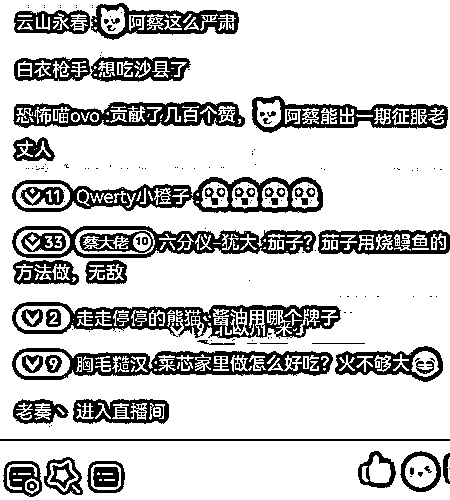 云山永春：阿蔡这么严肃
白衣枪手：想吃沙县了
恐怖喵ovo：贡献了几百个赞，阿蔡能出一期征服老
丈人
11 Qwerty小橙子：
33 蔡大佬 10 六分仪-犹大：茄子？茄子用烧鳗鱼的
方法做，无敌
2 走走停停的熊猫：酱油用哪个牌子
9 胸毛糙汉：菜芯家里做怎么好吃？火不够大
老奏丶 进入直播间